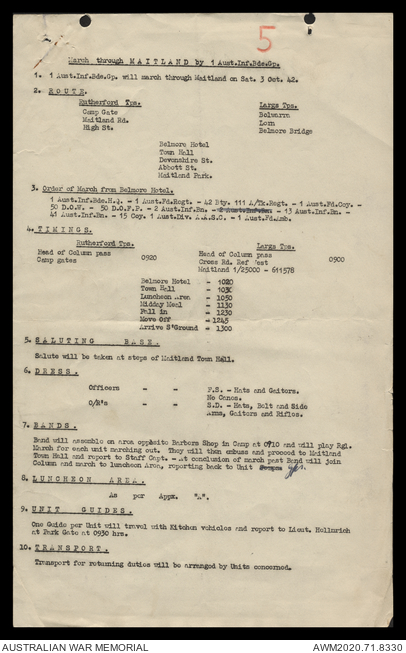 5
March through MAITLAND by 1 Aust.Inf.Bde.Gp.
1. 1 Aust.Inf.Bde.Gp. will march through Maitland on Sat. 3 Oct. 42.
2. ROUTE.
Rutherford Tps. Largs Tps.
Camp Gate Bolwarra
Maitland Rd. Lorn
High St. Belmore Bridge
Belmore Hotel
Town Hall
Devonshire St.
Abbott St.
Maitland Park.
3. Order of March from Belmore Hotel.
1 Aust.Inf.Bde.H.Q. - 1 Aust.Fd.Regt. - 42 Bty. 111 A/Tk.Regt. - 1 Aust.Fd.Coy. -
50 D.O.W. - 50 D.O.F.P. - 2 Aust.Inf.Bn. - 13 Aust.Inf.Bn. -
41 Aust.Inf.Bn. - 15 Coy. 1 Aust.Div. A.A.S.C. - 1 Aust.Fd.Amb.
4. TIMINGS.
Rutherford Tps. Largs Tps.
Head of Column pass Head of Column pass
Camp gates 0920 Cross Rd. Ref 0900
Maitland 1/25000 - 611578
Belmore Hotel - 1020
Town Hall - 1030
Luncheon Area - 1050
Midday Meal - 1130
Fall in - 1230
Move Off - 1245
Arrive S'Ground - 1300
5. SALUTING BASE.
Salute will be taken at steps of Maitland Town Hall.
6. DRESS.
Officers - - F.S. - Hats and Gaitors.
No Canes.
O/R's - - S.D. - Hats, Belt and Side
Arms, Gaitors and Rifles.
7. BANDS.
Band will assemble on area opposite Barbers Shop in Camp at 0910 and will play Rgl.
March for each unit marching out. They will then embuss and proceed to Maitland
Town Hall and report to Staff Capt. - At conclusion of march past Band will join
Column and march to Luncheon Area, reporting back to Unit
8. LUNCHEON AREA.
As per Appx. "A".
9. UNIT GUIDES.
One Guide per Unit will travel with Kitchen vehicles and report to Lieut. Hellnrich
at Park Gate at 0930 hrs.
10. TRANSPORT.
Transport for returning duties will be arranged by Units concerned.
AUSTRALIAN WAR MEMORIAL AWM2020.71.8330